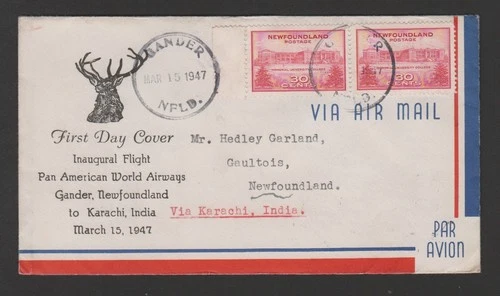 GANDER
MAR 15 1947
NFLD.
NEWFOUNDLAND
POSTAGE
30
CENTS
NEWFOUNDLAND
POSTAGE
30
CENTS
VIA AIR MAIL
First Day Cover
Inaugural Flight
Pan American World Airways
Gander, Newfoundland
to Karachi, India
March 15, 1947
Mr. Hedley Garland,
Gaultois,
Newfoundland.
Via Karachi, India.
PAR
AVION